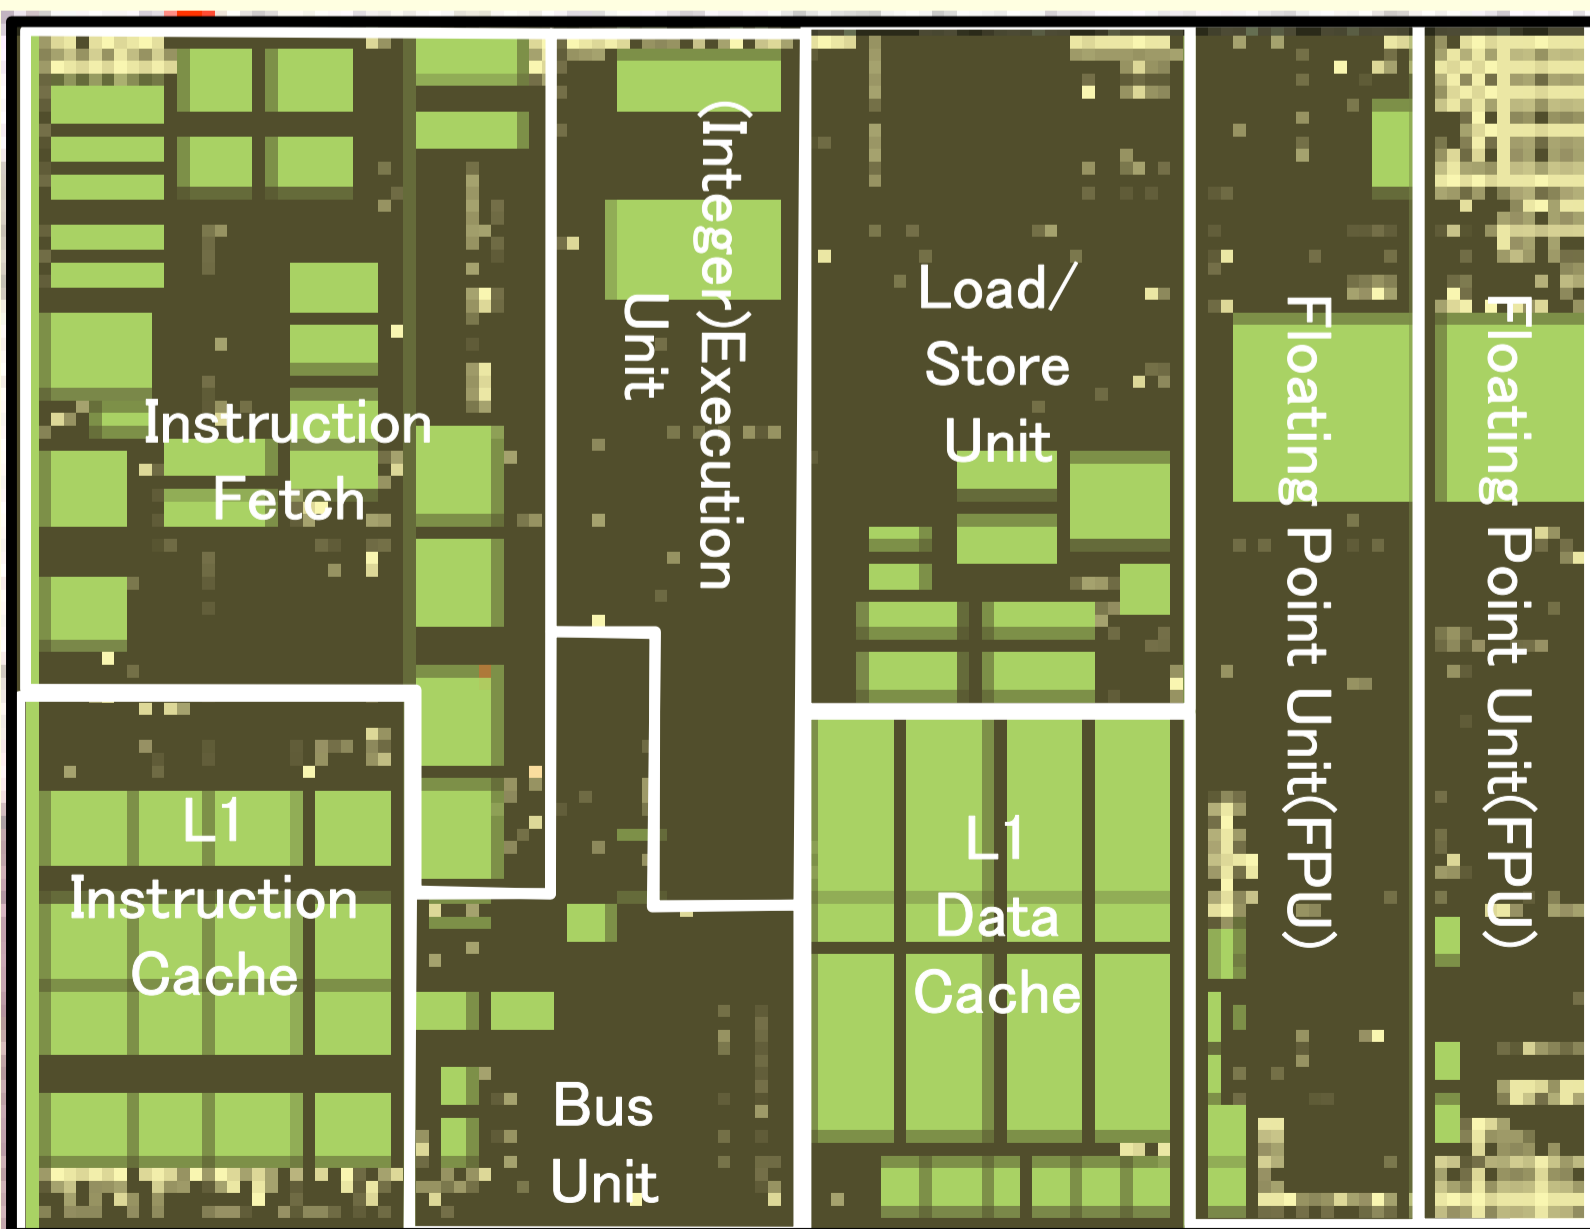 Instruction
Fetch
(Integer)Execution
Unit
Load/
Store
Unit
Floating Point Unit(FPU)
Floating Point Unit(FPU)
L1
Instruction
Cache
L1
Data
Cache
Bus
Unit